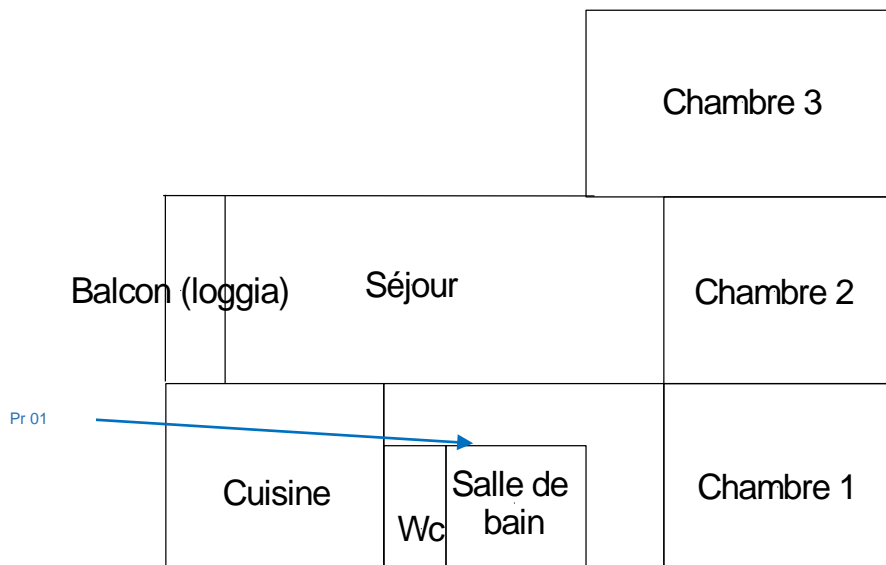 Chambre 3
Balcon (loggia)
Séjour
Chambre 2
Pr 01
Cuisine
Wc
Salle de
bain
Chambre 1